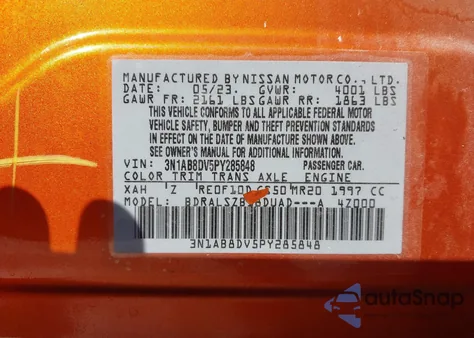 MANUFACTURED BY NISSAN MOTOR CO., LTD.
DATE: 05/23. GVWR: 4001 LBS
GAWR FR: 2161 LBS GAWR RR: 1863 LBS
THIS VEHICLE CONFORMS TO ALL APPLICABLE FEDERAL MOTOR
VEHICLE SAFETY, BUMPER AND THEFT PREVENTION
STANDARDS IN EFFECT ON THE DATE OF MANUFACTURE SHOWN ABOVE.
SEE OWNER'S MANUAL FOR ADDITIONAL INFORMATION.
VIN: 3N1AB8DV5PY285848 PASSENGER CAR.
COLOR TRIM TRANS AXLE ENGINE
XAH Z RE0F10D MR20 1997 CC
MODEL: 47000
3N1AB8DV5PY285848
autoSnap